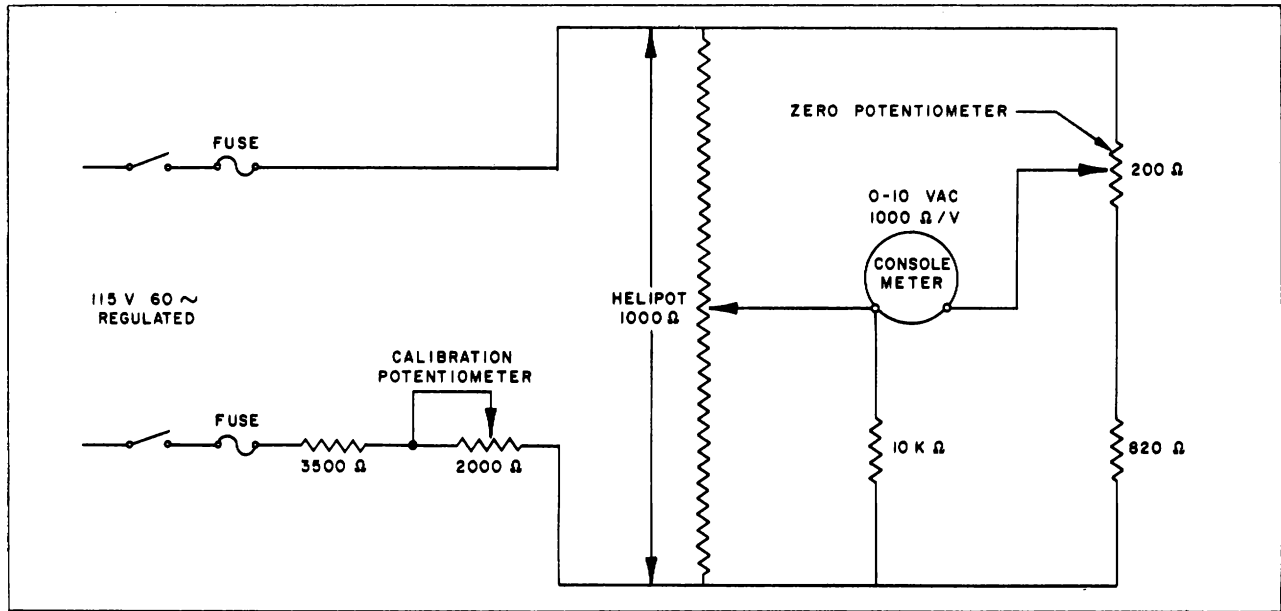 ZERO POTENTIOMETER
FUSE
200 Ω
0-10 VAC
1000 Ω/V
CONSOLE
METER
115 V 60 ~
REGULATED
HELIPOT
1000 Ω
CALIBRATION
POTENTIOMETER
FUSE
3500 Ω
2000 Ω
10 K Ω
820 Ω